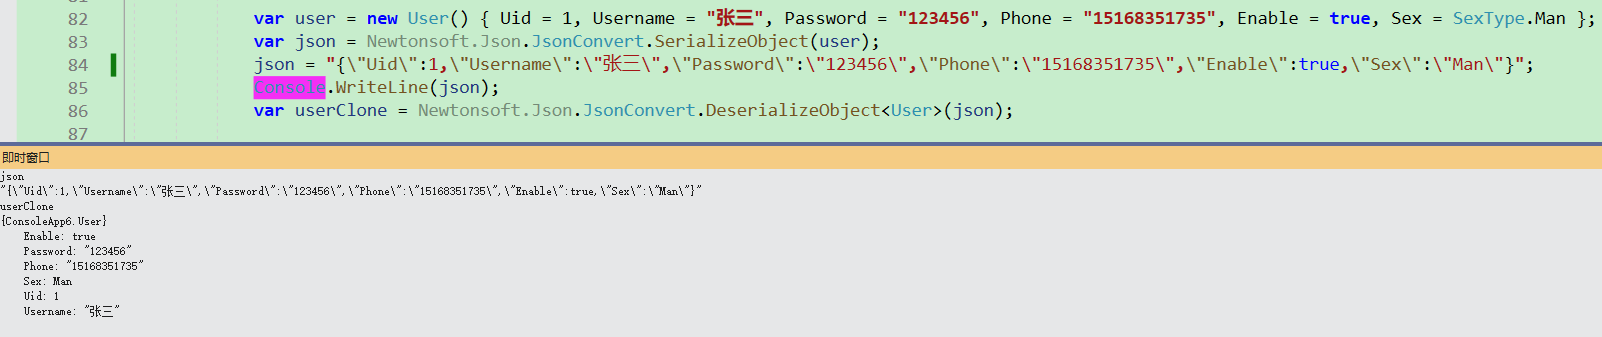 82 var user = new User() { Uid = 1, Username = "张三", Password = "123456", Phone = "15168351735", Enable = true, Sex = SexType.Man };
83 var json = Newtonsoft.Json.JsonConvert.SerializeObject(user);
84 json = "{\"Uid\":1,\"Username\":\"张三\",\"Password\":\"123456\",\"Phone\":\"15168351735\",\"Enable\":true,\"Sex\":\"Man\"}";
85 Console.WriteLine(json);
86 var userClone = Newtonsoft.Json.JsonConvert.DeserializeObject<User>(json);
87
即时窗口
json
"{\"Uid\":1,\"Username\":\"张三\",\"Password\":\"123456\",\"Phone\":\"15168351735\",\"Enable\":true,\"Sex\":\"Man\"}"
userClone
{ConsoleApp6.User}
Enable: true
Password: "123456"
Phone: "15168351735"
Sex: Man
Uid: 1
Username: "张三"